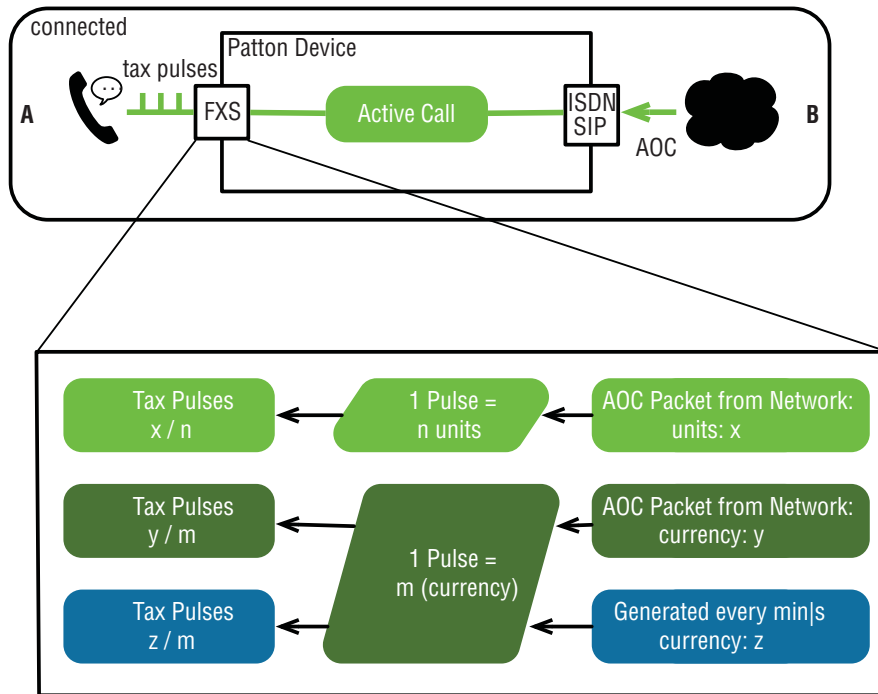 connected
Patton Device
tax pulses
A
FXS
Active Call
ISDN
SIP
AOC
B
Tax Pulses
x / n
1 Pulse =
n units
AOC Packet from Network:
units: x
Tax Pulses
y / m
1 Pulse =
m (currency)
AOC Packet from Network:
currency: y
Tax Pulses
z / m
Generated every min|s
currency: z